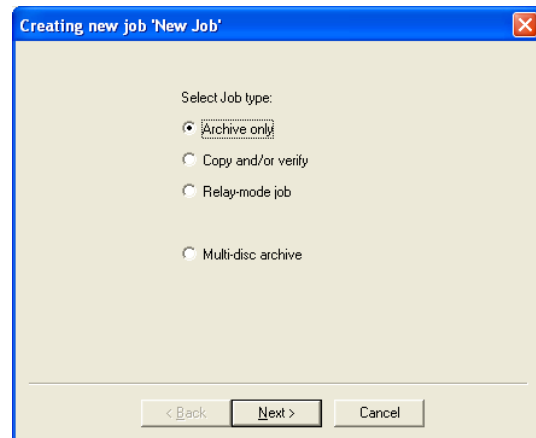 Creating new job 'New Job'
Select Job type:
Archive only
Copy and/or verify
Relay-mode job
Multi-disc archive
< Back Next > Cancel